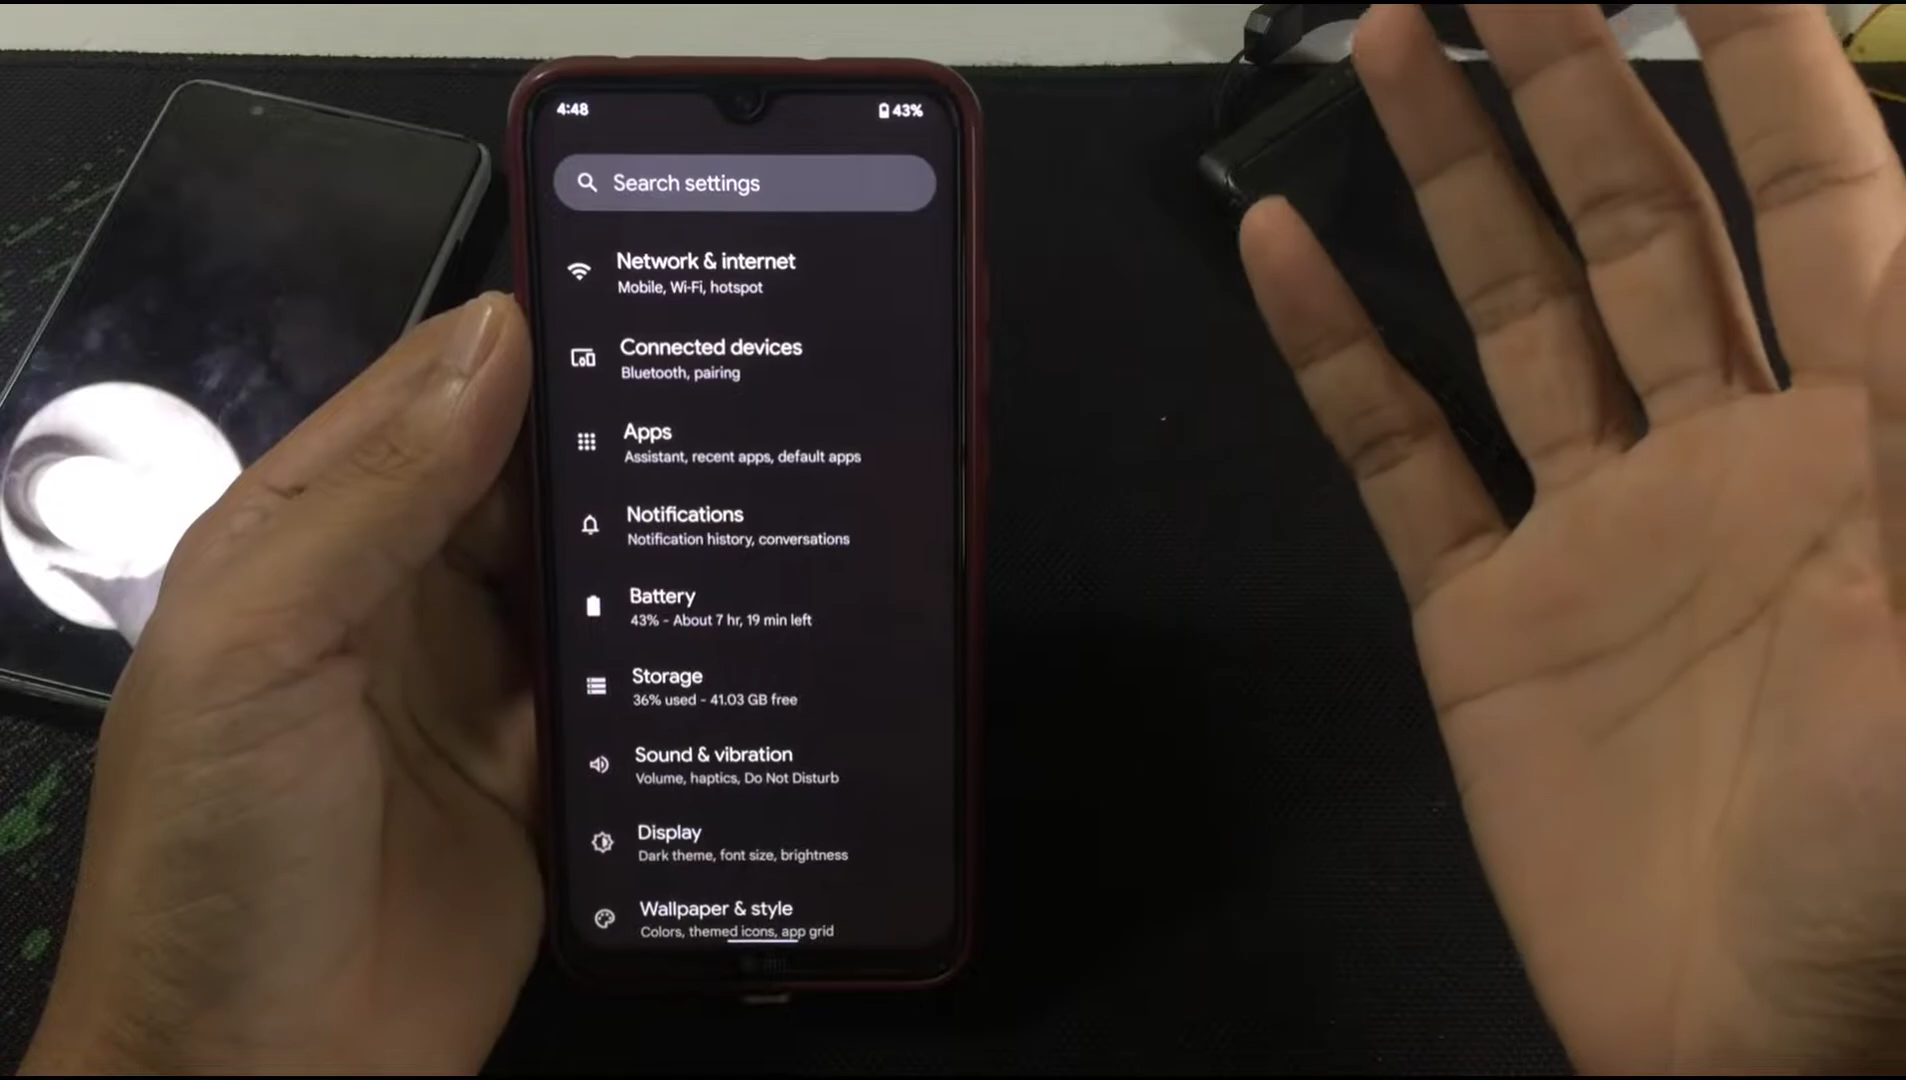 4:48
43%
Search settings
Network & internet
Mobile, Wi-Fi, hotspot
Connected devices
Bluetooth, pairing
Apps
Assistant, recent apps, default apps
Notifications
Notification history, conversations
Battery
43% - About 7 hr, 19 min left
Storage
36% used - 41.03 GB free
Sound & vibration
Volume, haptics, Do Not Disturb
Display
Dark theme, font size, brightness
Wallpaper & style
Colors, themed icons, app grid